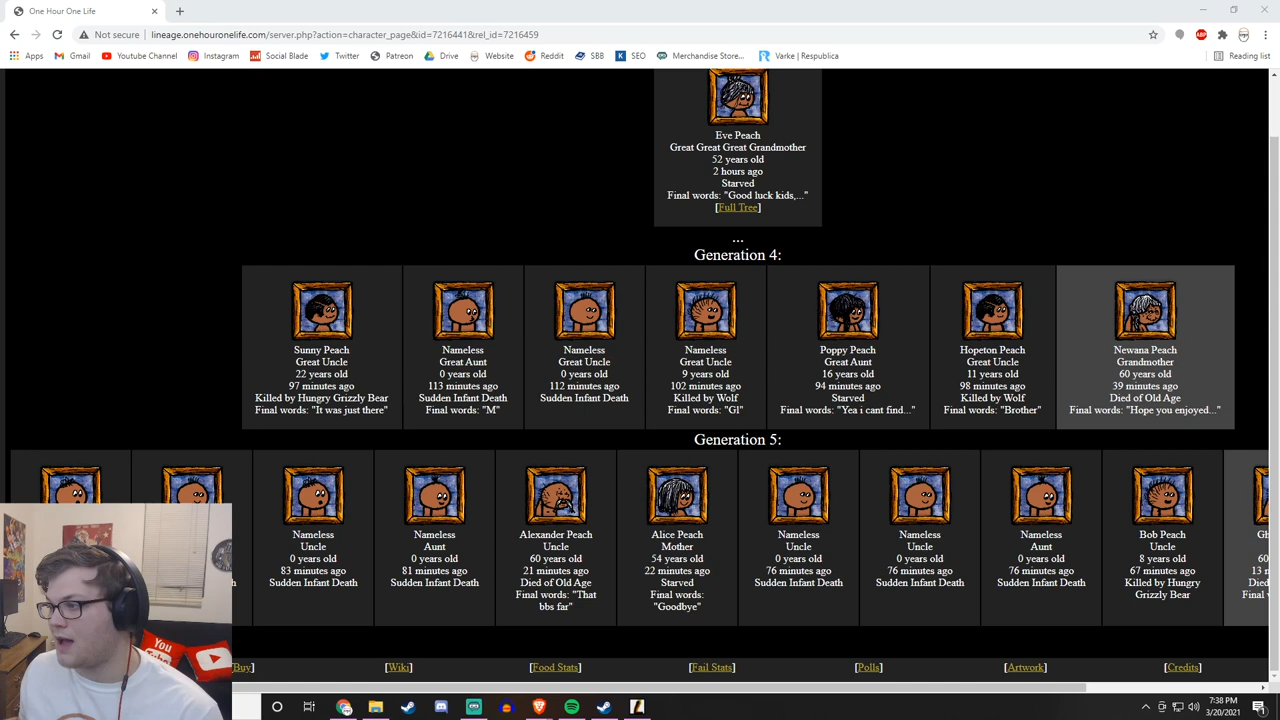 One Hour One Life
Not secure
lineage.onehouronelife.com/server.php?action=character_page&id=7216441&rel_id=7216459
Apps
Gmail
Youtube Channel
Instagram
Social Blade
Twitter
Patreon
Drive
Website
Reddit
SBB
SEO
Merchandise Store...
Varke | Respublica
Reading list
Eve Peach
Great Great Great Grandmother
52 years old
2 hours ago
Starved
Final words: "Good luck kids,..."
[Full Tree]
...
Generation 4:
Sunny Peach
Great Uncle
22 years old
97 minutes ago
Killed by Hungry Grizzly Bear
Final words: "It was just there"
Nameless
Great Aunt
0 years old
113 minutes ago
Sudden Infant Death
Final words: "M"
Nameless
Great Uncle
0 years old
112 minutes ago
Sudden Infant Death
Nameless
Great Uncle
9 years old
102 minutes ago
Killed by Wolf
Final words: "Gl"
Poppy Peach
Great Aunt
16 years old
94 minutes ago
Starved
Final words: "Yea i cant find..."
Hopeton Peach
Great Uncle
11 years old
98 minutes ago
Killed by Wolf
Final words: "Brother"
Newana Peach
Grandmother
60 years old
39 minutes ago
Died of Old Age
Final words: "Hope you enjoyed..."
Generation 5:
Nameless
Uncle
0 years old
83 minutes ago
Sudden Infant Death
Nameless
Aunt
0 years old
81 minutes ago
Sudden Infant Death
Alexander Peach
Uncle
60 years old
21 minutes ago
Died of Old Age
Final words: "That
bbs far"
Alice Peach
Mother
54 years old
22 minutes ago
Starved
Final words:
"Goodbye"
Nameless
Uncle
0 years old
76 minutes ago
Sudden Infant Death
Nameless
Uncle
0 years old
76 minutes ago
Sudden Infant Death
Nameless
Aunt
0 years old
76 minutes ago
Sudden Infant Death
Bob Peach
Uncle
8 years old
67 minutes ago
Killed by Hungry
Grizzly Bear
Gh
60
13 m
Died
Final w
Buy]
[Wiki]
[Food Stats]
[Fail Stats]
[Polls]
[Artwork]
[Credits]
You
7:38 PM
3/20/2021